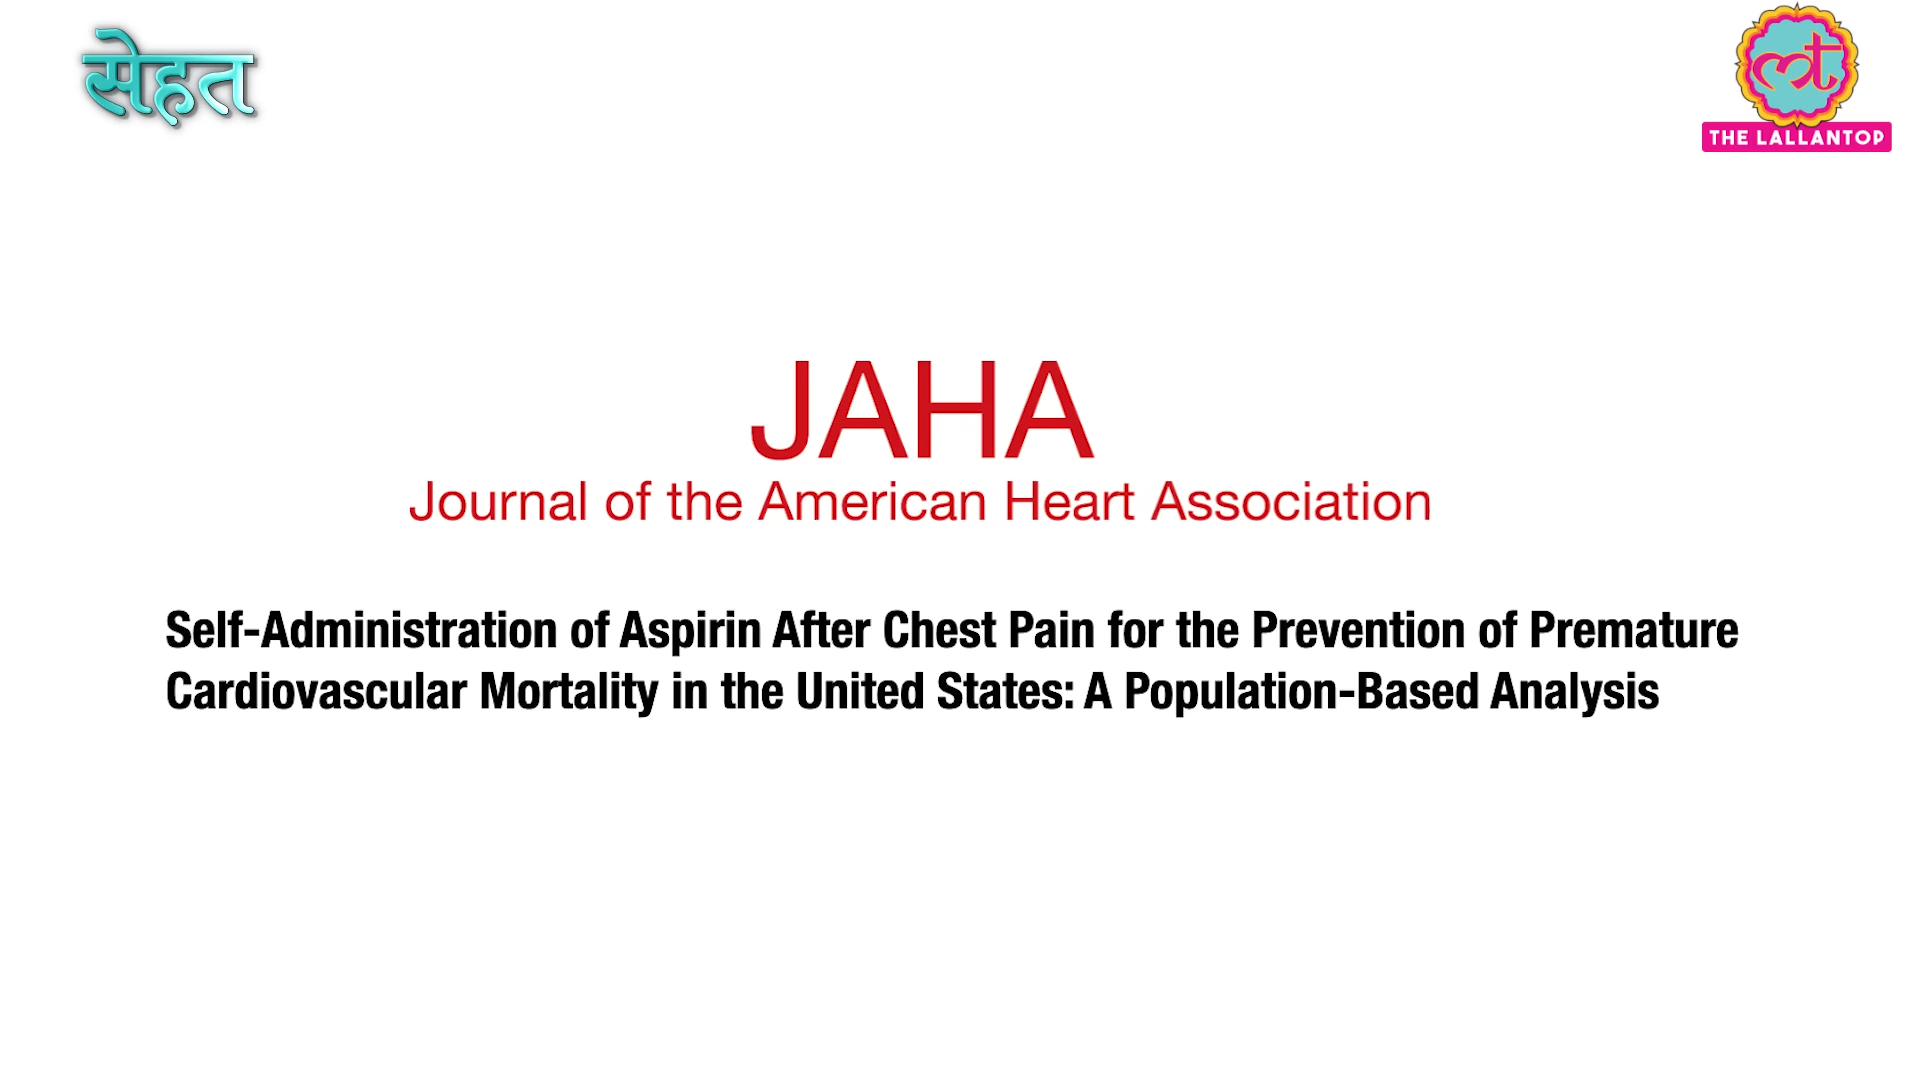 सेहत
THE LALLANTOP
JAHA
Journal of the American Heart Association
Self-Administration of Aspirin After Chest Pain for the Prevention of Premature
Cardiovascular Mortality in the United States: A Population-Based Analysis